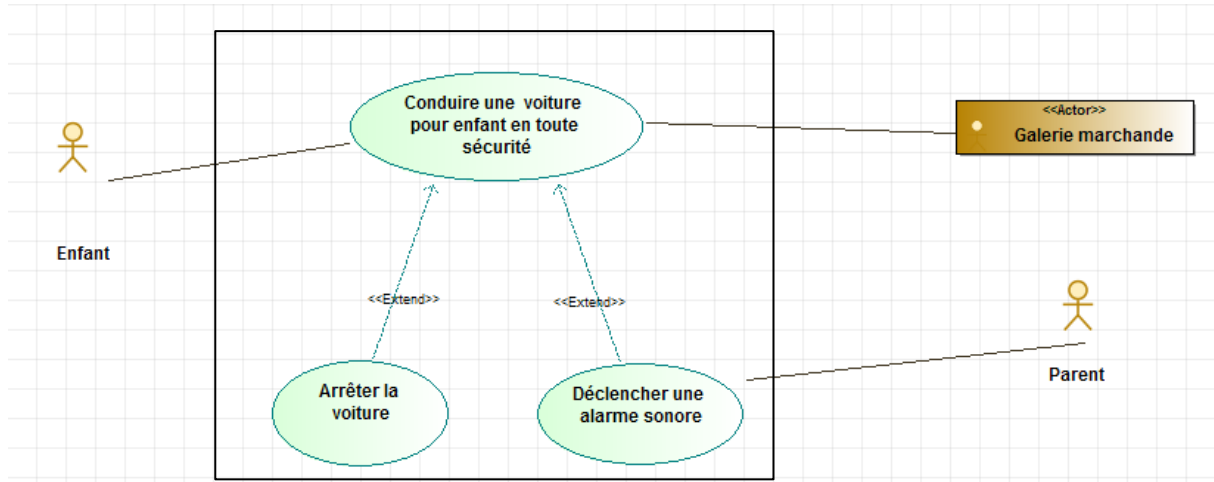 Conduire une voiture
pour enfant en toute
sécurité
<<Actor>>
Galerie marchande
Enfant
<<Extend>>
<<Extend>>
Parent
Arrêter la
voiture
Déclencher une
alarme sonore